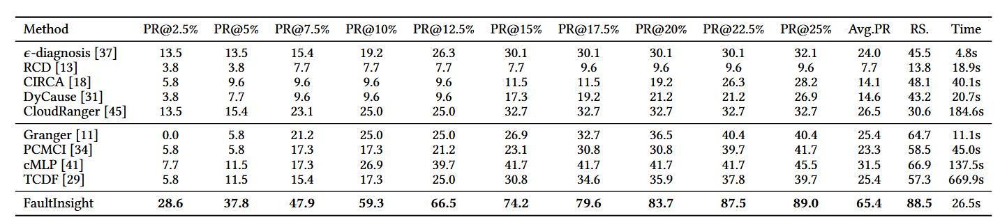 Method PR@2.5% PR@5% PR@7.5% PR@10% PR@12.5% PR@15% PR@17.5% PR@20% PR@22.5% PR@25% Avg.PR RS. Time
ϵ-diagnosis [37] 13.5 13.5 15.4 19.2 26.3 30.1 30.1 30.1 30.1 32.1 24.0 45.5 4.8s
RCD [13] 3.8 3.8 7.7 7.7 7.7 7.7 9.6 9.6 9.6 9.6 7.7 13.8 18.9s
CIRCA [18] 5.8 9.6 9.6 9.6 9.6 11.5 11.5 19.2 26.3 28.2 14.1 48.1 40.1s
DyCause [31] 3.8 7.7 9.6 9.6 9.6 17.3 19.2 21.2 21.2 26.9 14.6 43.2 20.7s
CloudRanger [45] 13.5 15.4 23.1 25.0 25.0 32.7 32.7 32.7 32.7 32.7 26.5 30.6 184.6s
Granger [11] 0.0 5.8 21.2 25.0 25.0 26.9 32.7 36.5 40.4 40.4 25.4 64.7 11.1s
PCMCI [34] 5.8 5.8 17.3 17.3 21.2 23.1 30.8 30.8 39.7 41.7 23.3 58.5 45.0s
cMLP [41] 7.7 11.5 17.3 26.9 39.7 41.7 41.7 41.7 41.7 45.5 31.5 66.9 137.5s
TCDF [29] 5.8 11.5 15.4 17.3 25.0 30.8 34.6 35.9 37.8 39.7 25.4 57.3 669.9s
FaultInsight 28.6 37.8 47.9 59.3 66.5 74.2 79.6 83.7 87.5 89.0 65.4 88.5 26.5s